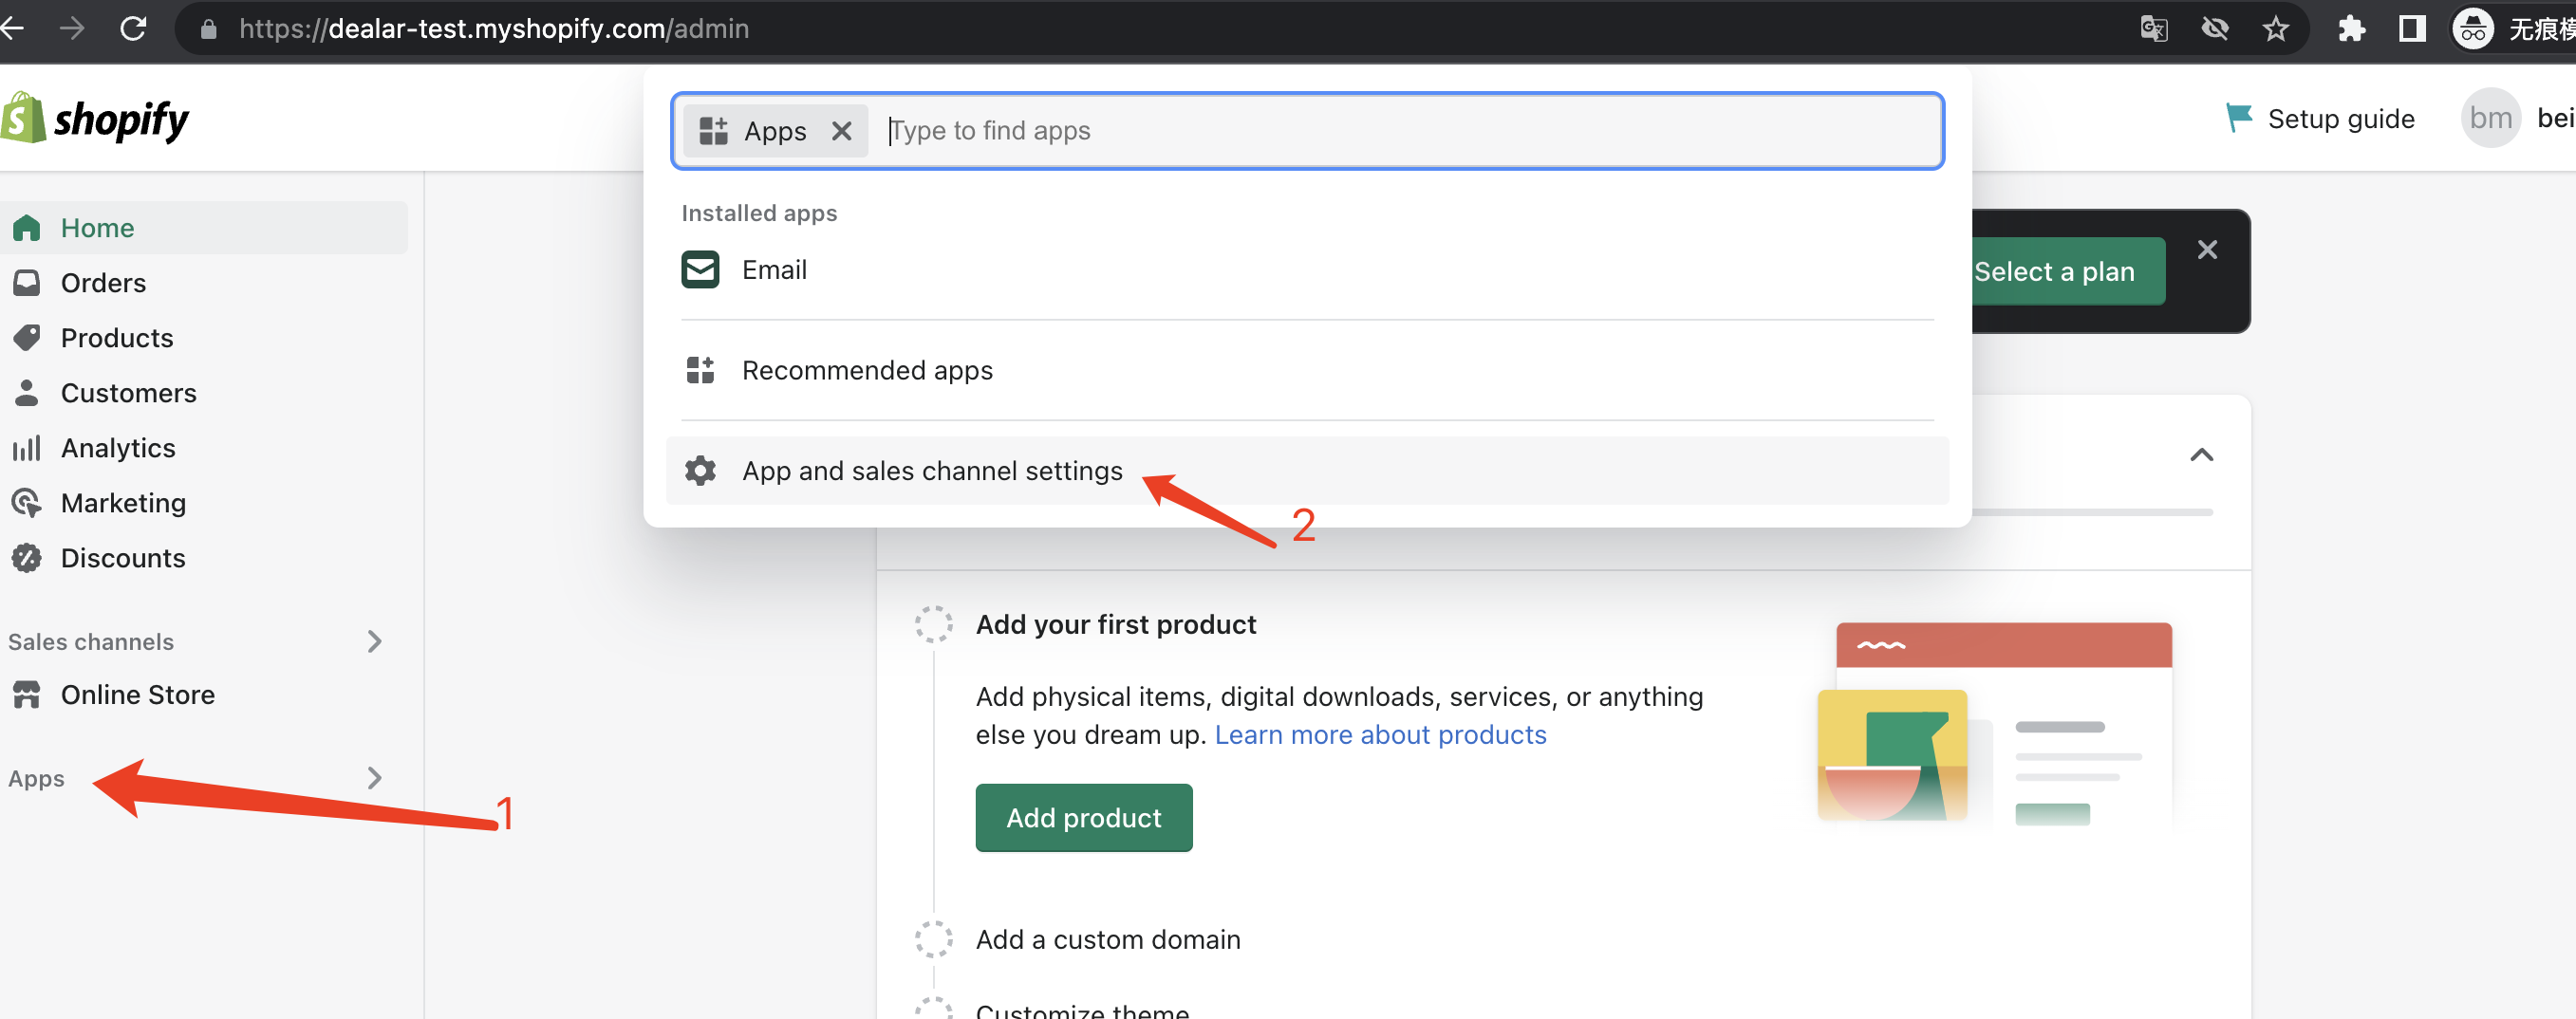 https://dealar-test.myshopify.com/admin
无痕模
shopify
Apps
Type to find apps
Setup guide
bm
bei
Installed apps
Email
Recommended apps
App and sales channel settings
2
Select a plan
Home
Orders
Products
Customers
Analytics
Marketing
Discounts
Sales channels
Online Store
Apps
1
Add your first product
Add physical items, digital downloads, services, or anything
else you dream up. Learn more about products
Add product
Add a custom domain
Customize theme